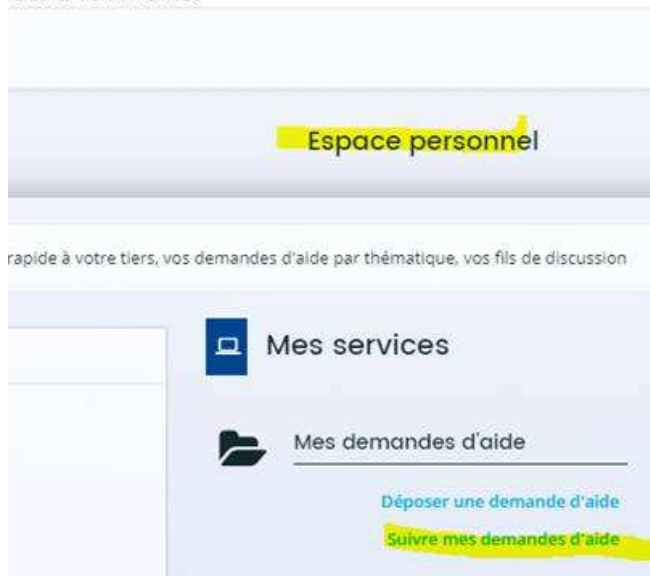 Espace personnel
rapide à votre tiers, vos demandes d'aide par thématique, vos fils de discussion
Mes services
Mes demandes d'aide
Déposer une demande d'aide
Suivre mes demandes d'aide